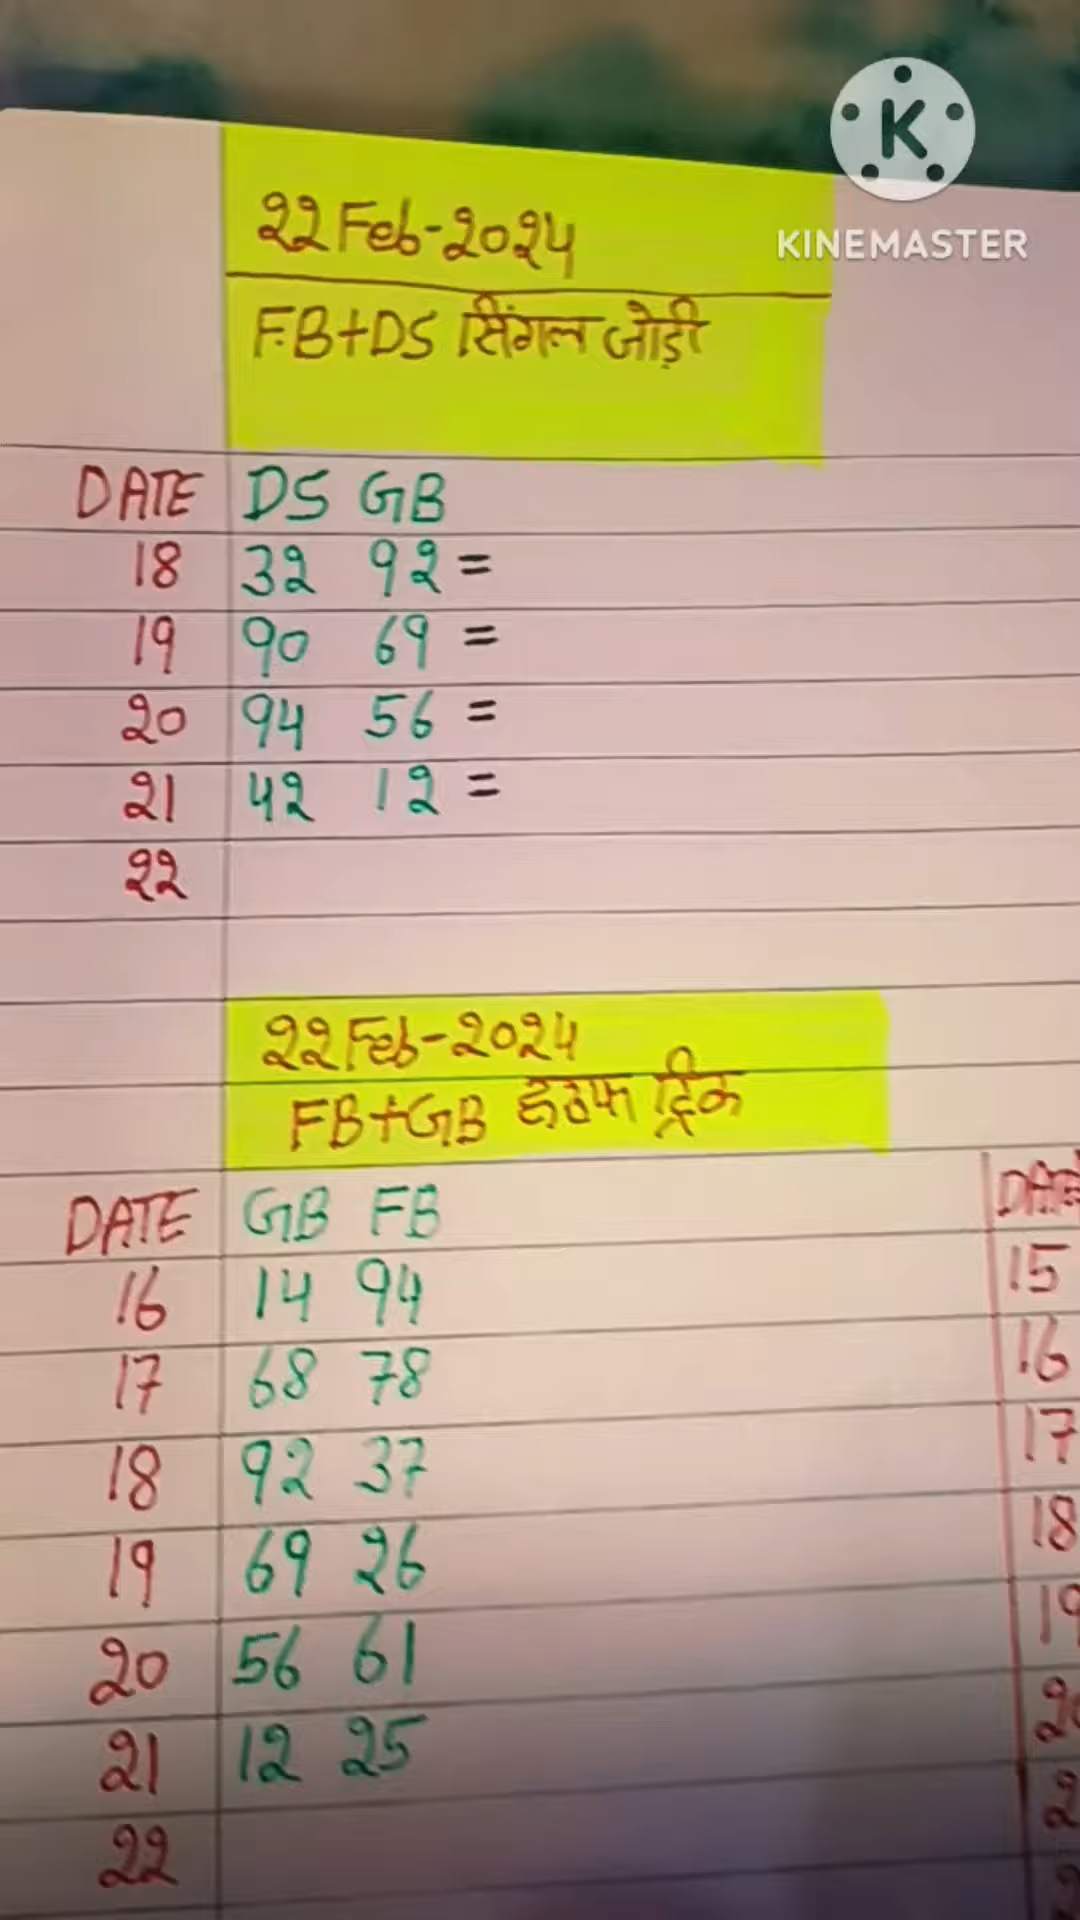 KINEMASTER
22 Feb-2024
F.B+DS सिंगल जोड़ी
DATE DS GB
18 32 92 =
19 90 69 =
20 94 56 =
21 42 12 =
22
22 Feb-2024
FB+GB ट्रिक
DATE GB FB
16 14 94
17 68 78
18 92 37
19 69 26
20 56 61
21 12 25
22
15
16
17
18
19